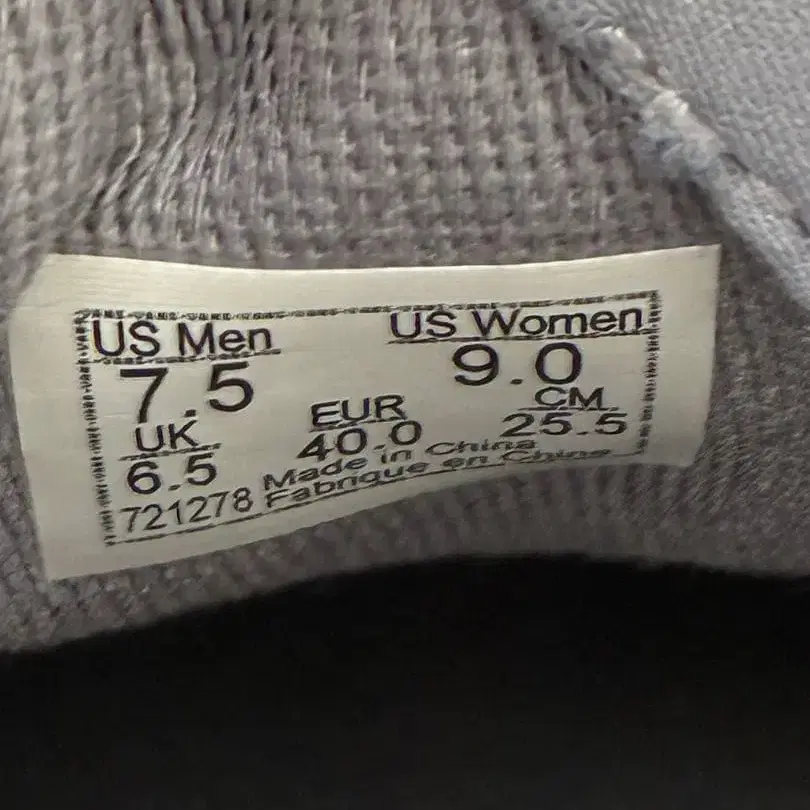 US Men US Women
7.5 9.0
UK EUR CM
6.5 40.0 25.5
721278 Made in China
Fabrique en Chine